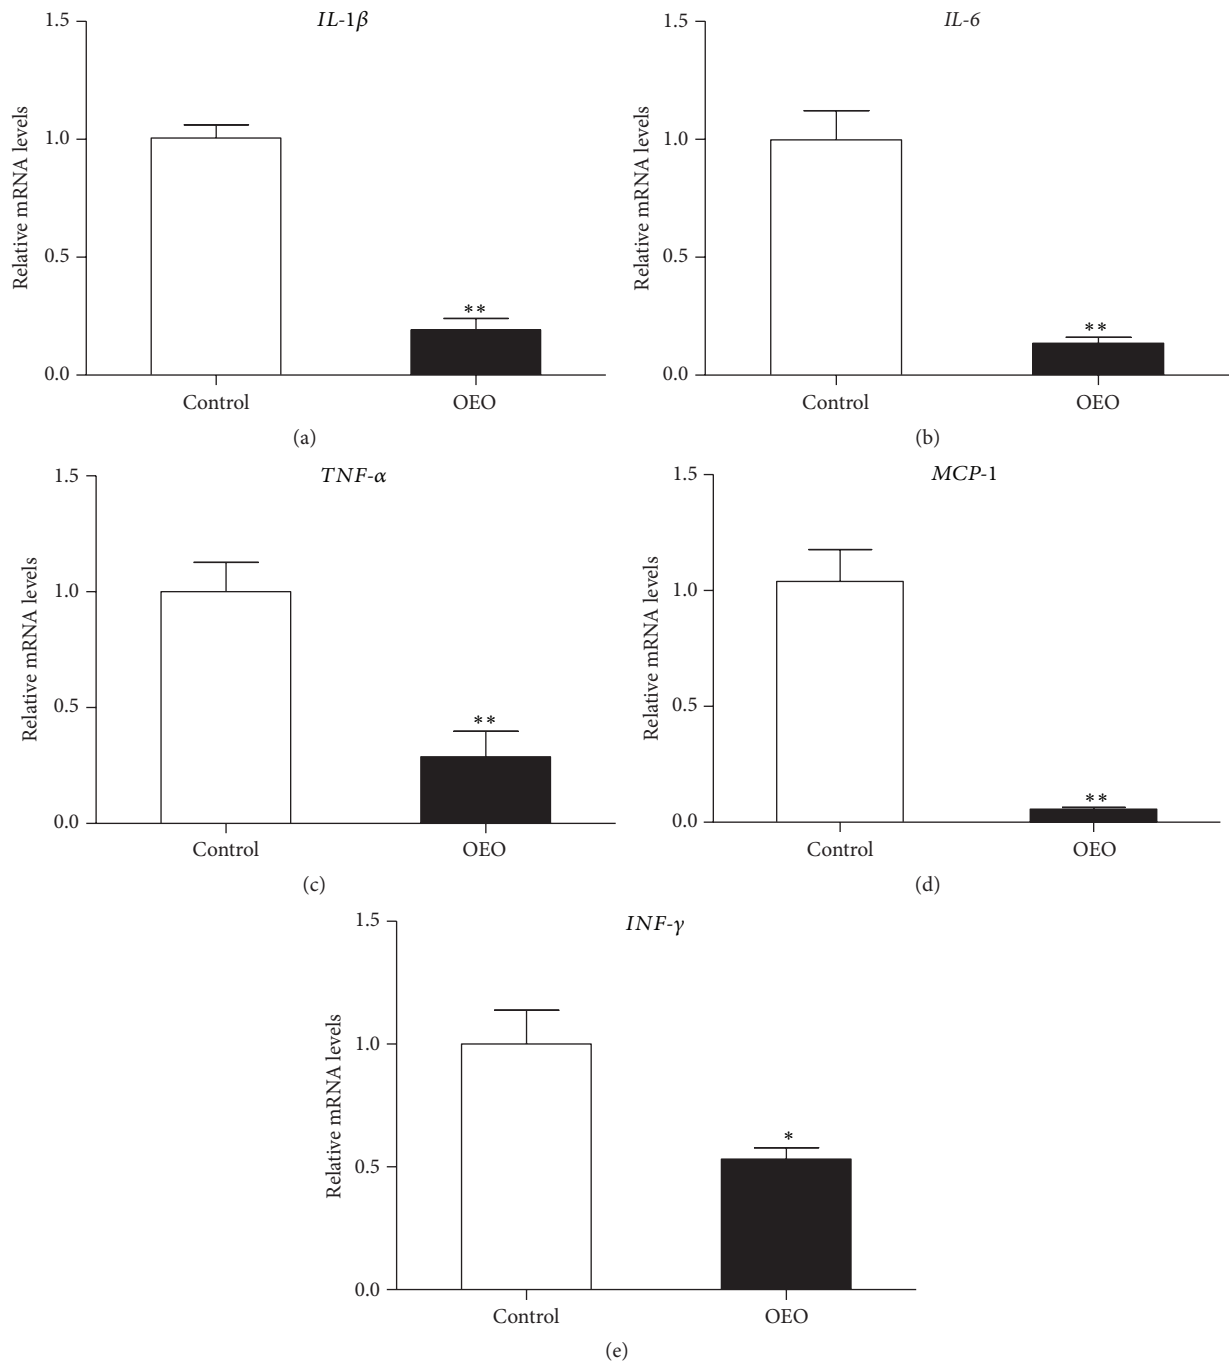 IL-1β
Relative mRNA levels
1.5
1.0
0.5
0.0
**
Control OEO
(a)
IL-6
Relative mRNA levels
1.5
1.0
0.5
0.0
**
Control OEO
(b)
TNF-α
Relative mRNA levels
1.5
1.0
0.5
0.0
**
Control OEO
(c)
MCP-1
Relative mRNA levels
1.5
1.0
0.5
0.0
**
Control OEO
(d)
INF-γ
Relative mRNA levels
1.5
1.0
0.5
0.0
*
Control OEO
(e)